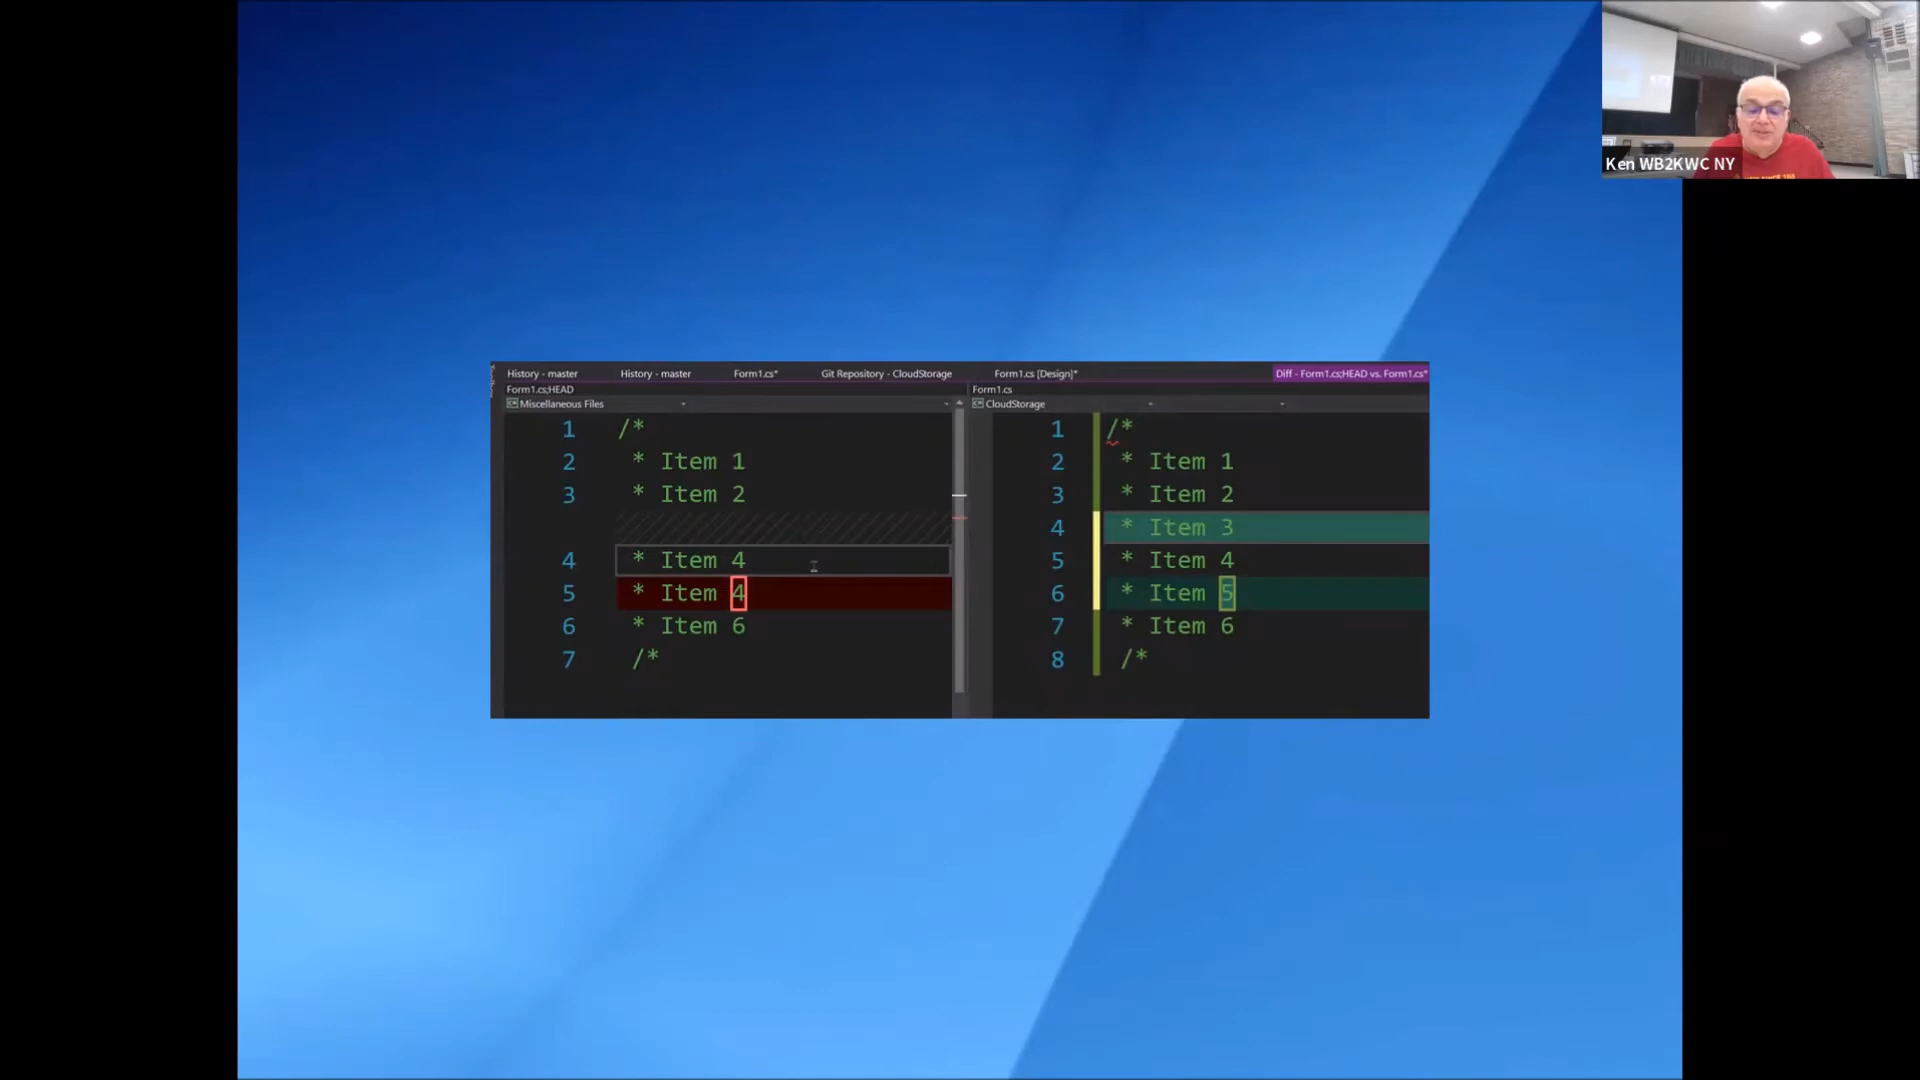 Ken WB2KWC NY
History - master
History - master
Form1.cs*
Git Repository - CloudStorage
Form1.cs [Design]*
Diff - Form1.cs;HEAD vs. Form1.cs*
Form1.cs;HEAD
Miscellaneous Files
1 /*
2 * Item 1
3 * Item 2
4 * Item 4
5 * Item 4
6 * Item 6
7 /*
Form1.cs
CloudStorage
1 /*
2 * Item 1
3 * Item 2
4 * Item 3
5 * Item 4
6 * Item 5
7 * Item 6
8 /*